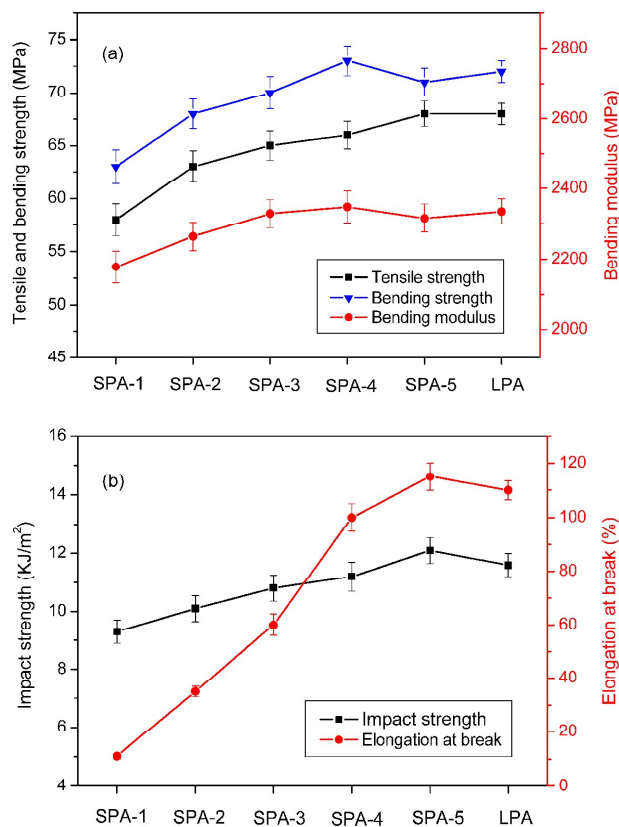 (a)
Tensile and bending strength (MPa)
75
70
65
60
55
50
45
2800
2600
2400
2200
2000
Bending modulus (MPa)
Tensile strength
Bending strength
Bending modulus
SPA-1 SPA-2 SPA-3 SPA-4 SPA-5 LPA
(b)
Impact strength (KJ/m²)
16
14
12
10
8
6
4
120
100
80
60
40
20
0
Elongation at break (%)
Impact strength
Elongation at break
SPA-1 SPA-2 SPA-3 SPA-4 SPA-5 LPA